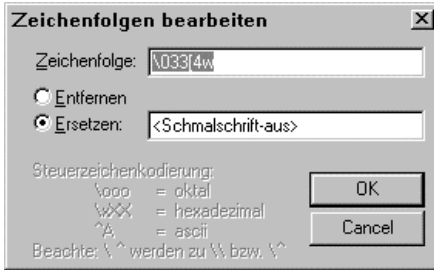 Zeichenfolgen bearbeiten
Zeichenfolge: \033[4w
Entfernen
Ersetzen: <Schmalschrift-aus>
Steuerzeichenkodierung:
\ooo = oktal
\xXX = hexadezimal
^A = ascii
Beachte: \ ^ werden zu \\ bzw. \^
OK
Cancel